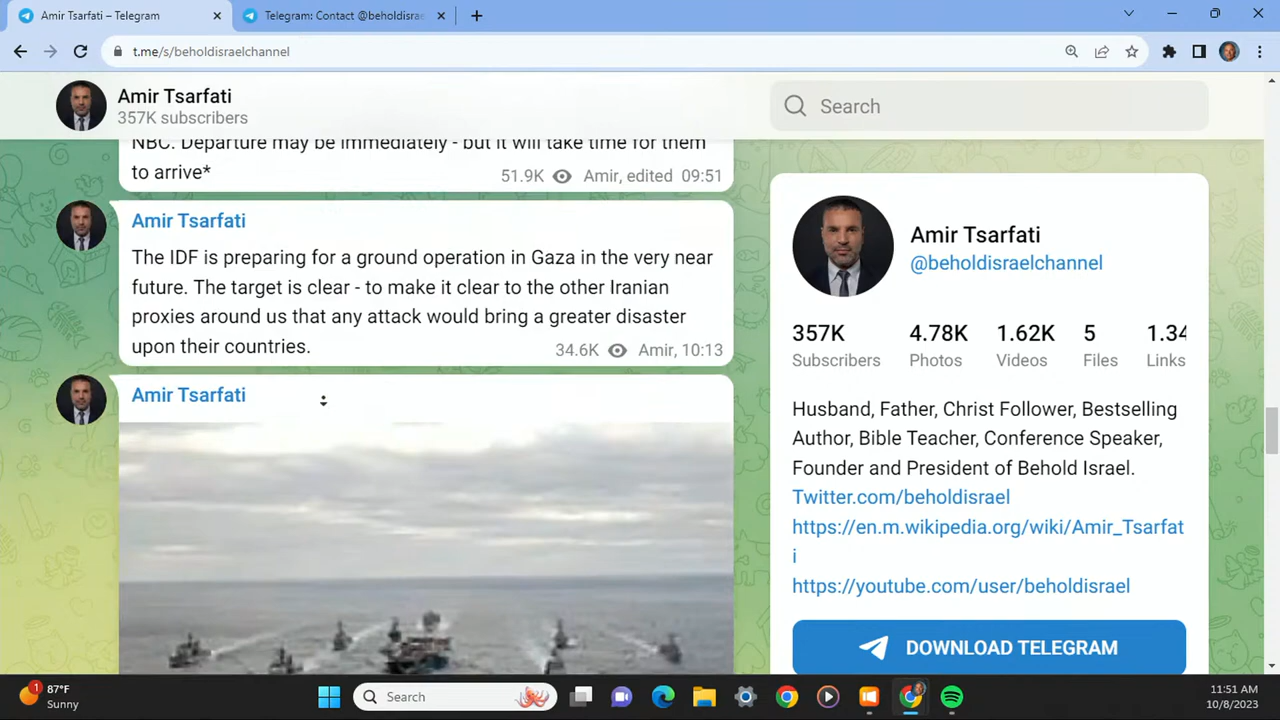 Amir Tsarfati – Telegram
Telegram: Contact @beholdisrae
t.me/s/beholdisraelchannel
Amir Tsarfati
357K subscribers
Search
NBC. Departure may be immediately - but it will take time for them
to arrive*
51.9K Amir, edited 09:51
Amir Tsarfati
The IDF is preparing for a ground operation in Gaza in the very near
future. The target is clear - to make it clear to the other Iranian
proxies around us that any attack would bring a greater disaster
upon their countries.
34.6K Amir, 10:13
Amir Tsarfati
Amir Tsarfati
@beholdisraelchannel
357K 4.78K 1.62K 5 1.34
Subscribers Photos Videos Files Links
Husband, Father, Christ Follower, Bestselling
Author, Bible Teacher, Conference Speaker,
Founder and President of Behold Israel.
Twitter.com/beholdisrael
https://en.m.wikipedia.org/wiki/Amir_Tsarfat
i
https://youtube.com/user/beholdisrael
DOWNLOAD TELEGRAM
1
87°F
Sunny
Search
11:51 AM
10/8/2023